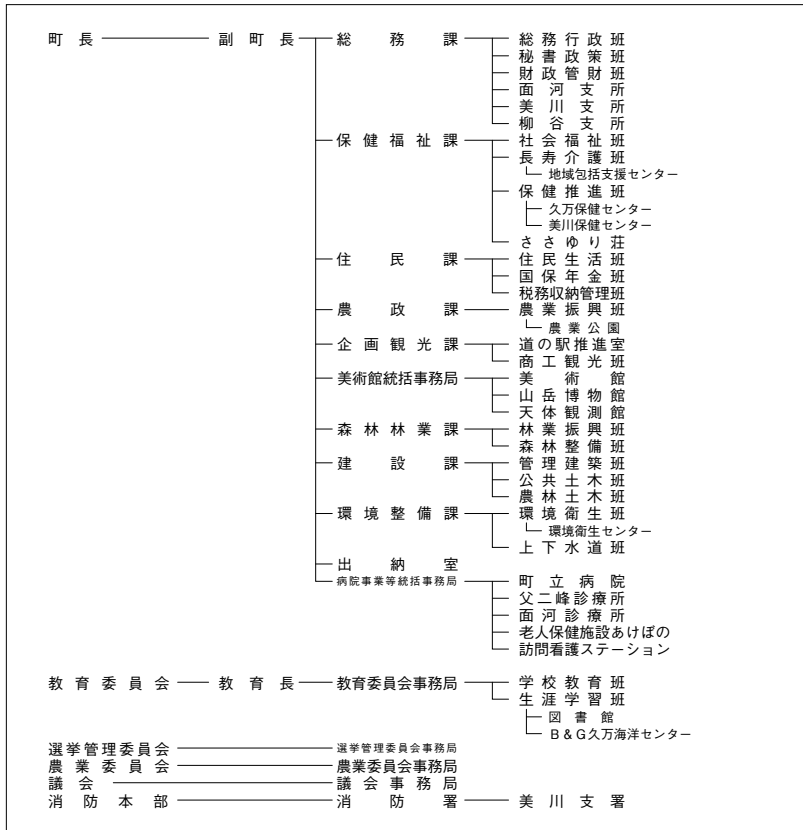 町長 副町長 総務課 総務行政班
秘書政策班
財政管財班
面河支所
美川支所
柳谷支所
保健福祉課 社会福祉班
長寿介護班
地域包括支援センター
保健推進班
久万保健センター
美川保健センター
ささゆり荘
住民課 住民生活班
国保年金班
税務収納管理班
農政課 農業振興班
農業公園
企画観光課 道の駅推進室
商工観光班
美術館統括事務局 美術館
山岳博物館
天体観測館
森林林業課 林業振興班
森林整備班
建設課 管理建築班
公共土木班
農林土木班
環境整備課 環境衛生班
環境衛生センター
上下水道班
出納室
病院事業等統括事務局 町立病院
父二峰診療所
面河診療所
老人保健施設あけぼの
訪問看護ステーション
教育委員会 教育長 教育委員会事務局 学校教育班
生涯学習班
図書館
B&G久万海洋センター
選挙管理委員会 選挙管理委員会事務局
農業委員会 農業委員会事務局
議会 議会事務局
消防本部 消防署 美川支署